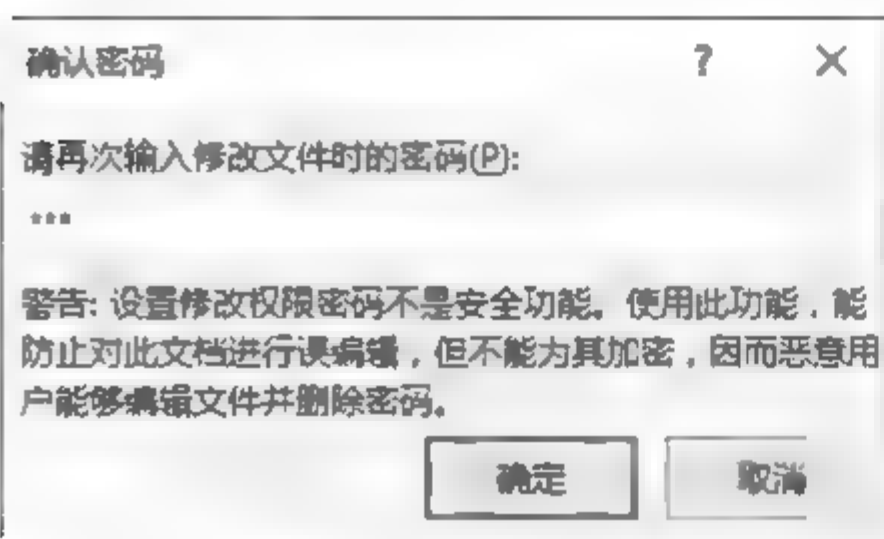 确认密码 ? ×
请再次输入修改文件时的密码(P):
***
警告: 设置修改权限密码不是安全功能。使用此功能，能
防止对此文档进行误编辑，但不能为其加密，因而恶意用
户能够编辑文件并删除密码。
确定 取消